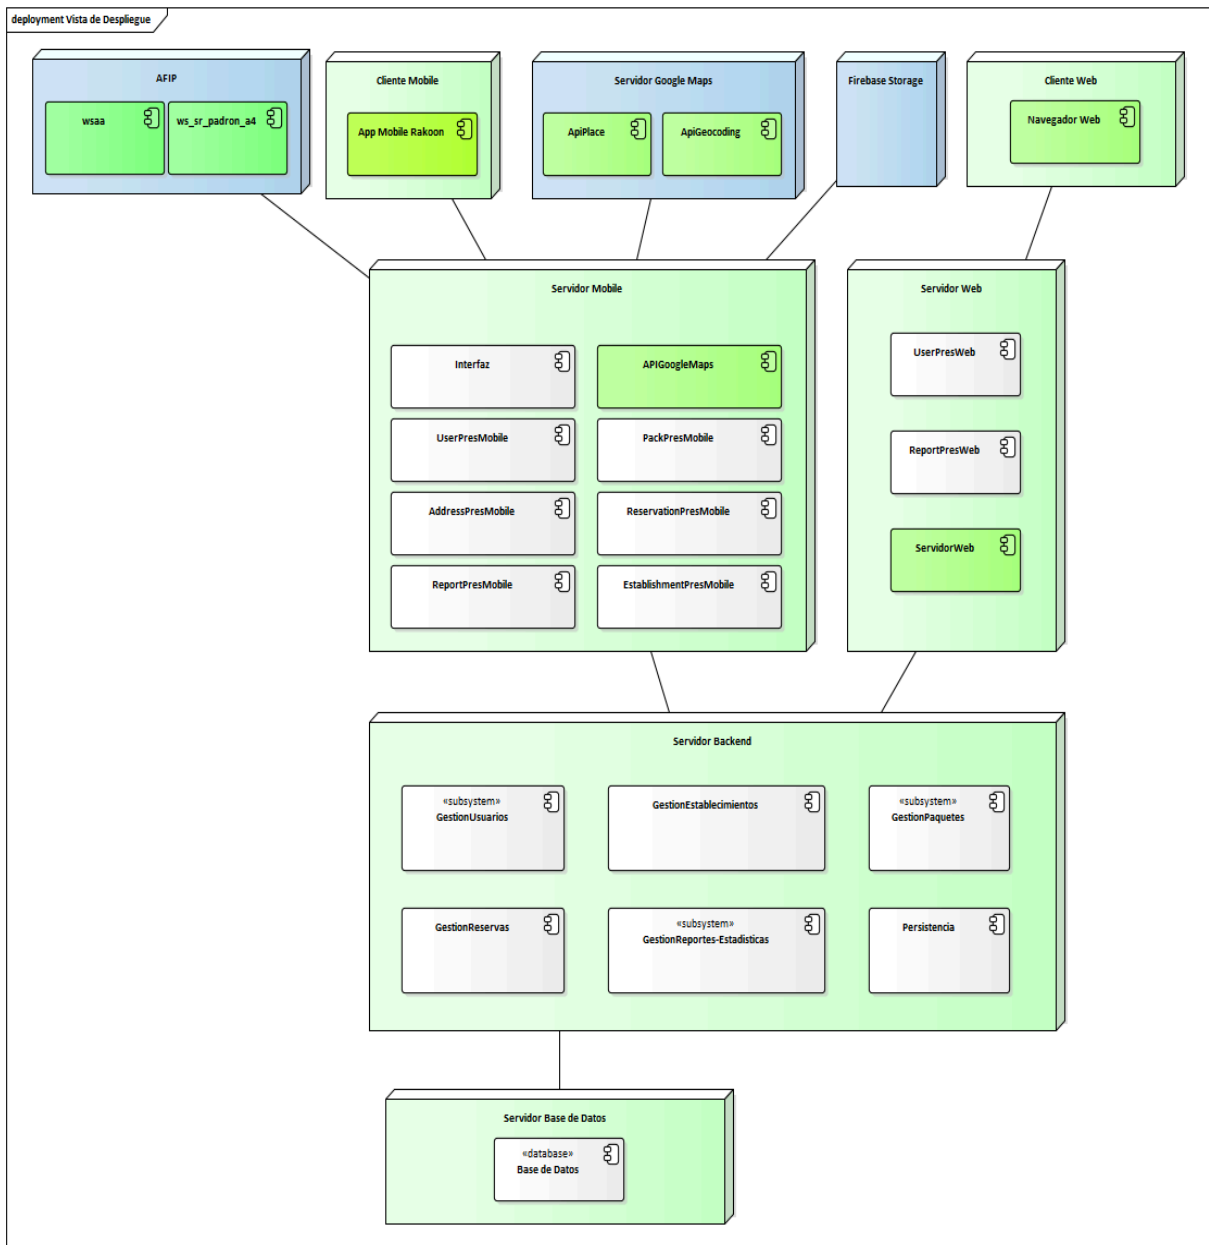 deployment Vista de Despliegue
AFIP
wsaa
ws_sr_padron_a4
Cliente Mobile
App Mobile Rakoon
Servidor Google Maps
ApiPlace
ApiGeocoding
Firebase Storage
Cliente Web
Navegador Web
Servidor Mobile
Interfaz
APIGoogleMaps
UserPresMobile
PackPresMobile
AddressPresMobile
ReservationPresMobile
ReportPresMobile
EstablishmentPresMobile
Servidor Web
UserPresWeb
ReportPresWeb
ServidorWeb
Servidor Backend
«subsystem»
GestionUsuarios
GestionEstablecimientos
«subsystem»
GestionPaquetes
GestionReservas
«subsystem»
GestionReportes-Estadisticas
Persistencia
Servidor Base de Datos
«database»
Base de Datos